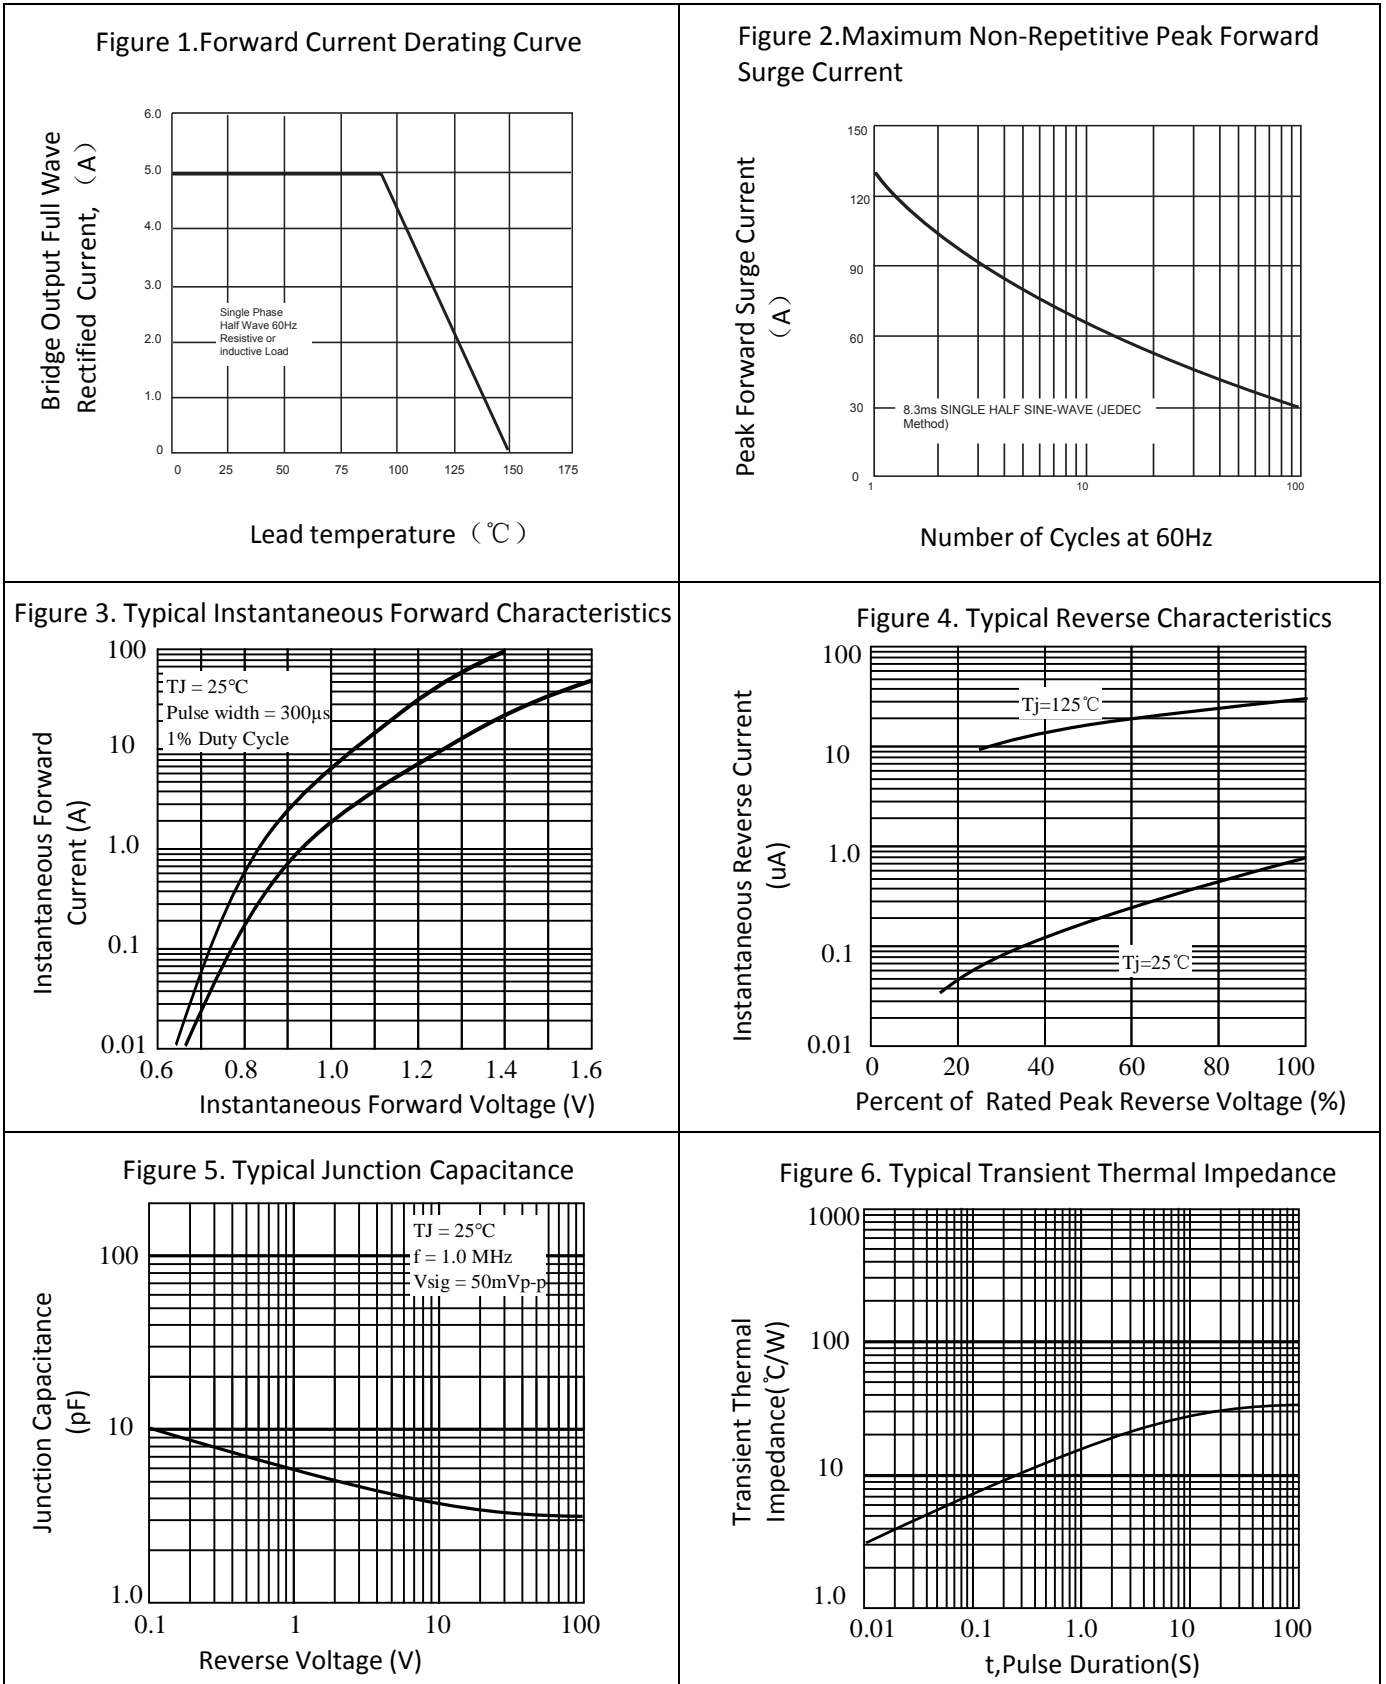 Figure 1.Forward Current Derating Curve
Bridge Output Full Wave
Rectified Current,（A）
6.0
5.0
4.0
3.0
2.0
1.0
0
Single Phase
Half Wave 60Hz
Resistive or
inductive Load
0 25 50 75 100 125 150 175
Lead temperature（℃）
Figure 2.Maximum Non-Repetitive Peak Forward
Surge Current
Peak Forward Surge Current
（A）
150
120
90
60
30
0
8.3ms SINGLE HALF SINE-WAVE (JEDEC
Method)
1 10 100
Number of Cycles at 60Hz
Figure 3. Typical Instantaneous Forward Characteristics
Instantaneous Forward
Current (A)
100
10
1.0
0.1
0.01
TJ = 25°C
Pulse width = 300μs
1% Duty Cycle
0.6 0.8 1.0 1.2 1.4 1.6
Instantaneous Forward Voltage (V)
Figure 4. Typical Reverse Characteristics
Instantaneous Reverse Current
(uA)
100
10
1.0
0.1
0.01
Tj=125℃
Tj=25℃
0 20 40 60 80 100
Percent of Rated Peak Reverse Voltage (%)
Figure 5. Typical Junction Capacitance
Junction Capacitance
(pF)
100
10
1.0
TJ = 25°C
f = 1.0 MHz
Vsig = 50mVp-p
0.1 1 10 100
Reverse Voltage (V)
Figure 6. Typical Transient Thermal Impedance
Transient Thermal
Impedance(℃/W)
1000
100
10
1.0
0.01 0.1 1.0 10 100
t,Pulse Duration(S)